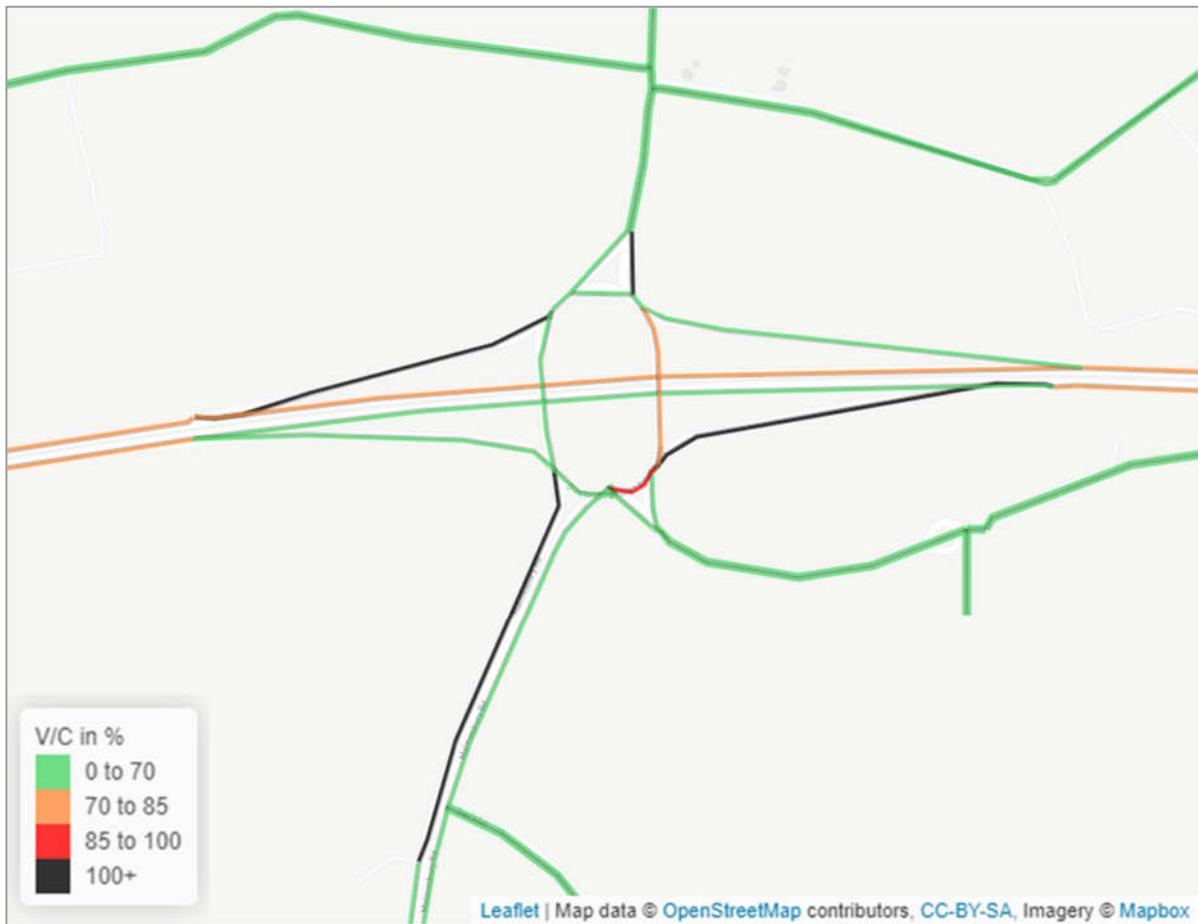 V/C in %
0 to 70
70 to 85
85 to 100
100+
Leaflet | Map data © OpenStreetMap contributors, CC-BY-SA, Imagery © Mapbox